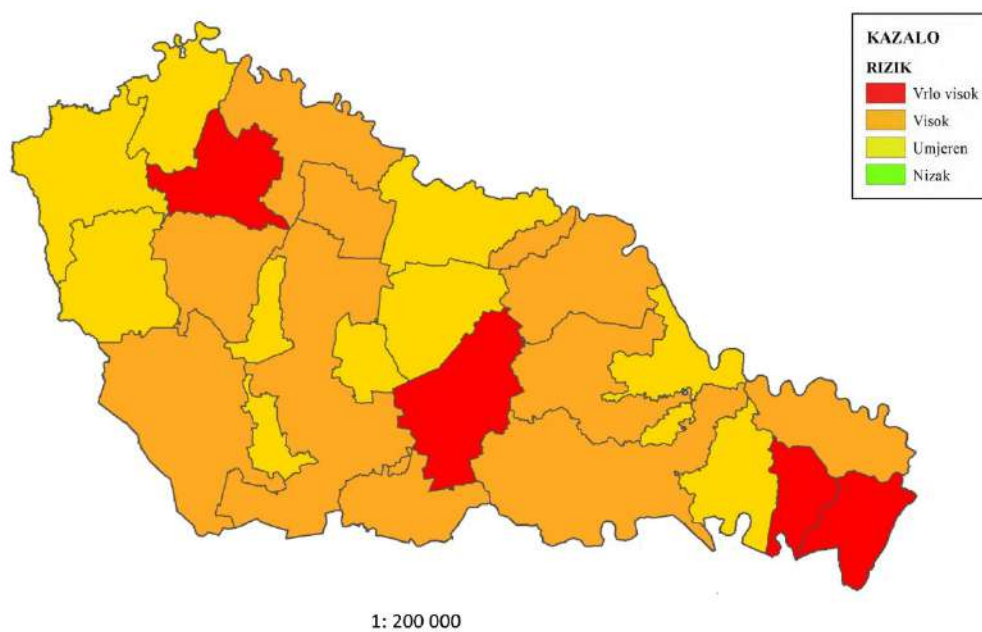 KAZALO
RIZIK
Vrlo visok
Visok
Umjeren
Nizak
1: 200 000